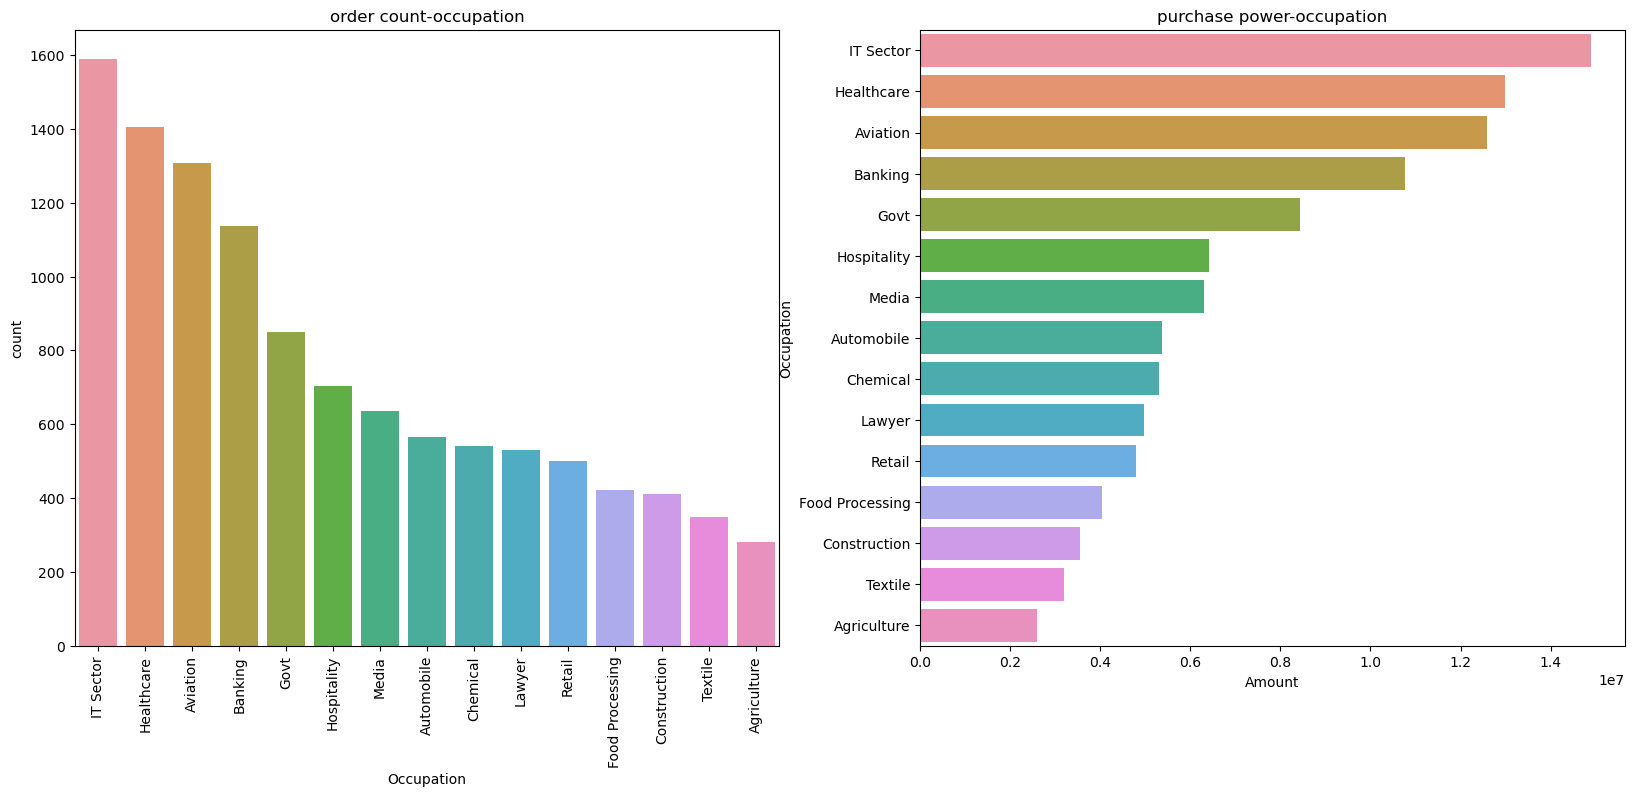 order count-occupation
1600
1400
1200
1000
800
600
400
200
0
count
IT Sector
Healthcare
Aviation
Banking
Govt
Hospitality
Media
Automobile
Chemical
Lawyer
Retail
Food Processing
Construction
Textile
Agriculture
Occupation
purchase power-occupation
Occupation
IT Sector
Healthcare
Aviation
Banking
Govt
Hospitality
Media
Automobile
Chemical
Lawyer
Retail
Food Processing
Construction
Textile
Agriculture
0.0 0.2 0.4 0.6 0.8 1.0 1.2 1.4
1e7
Amount